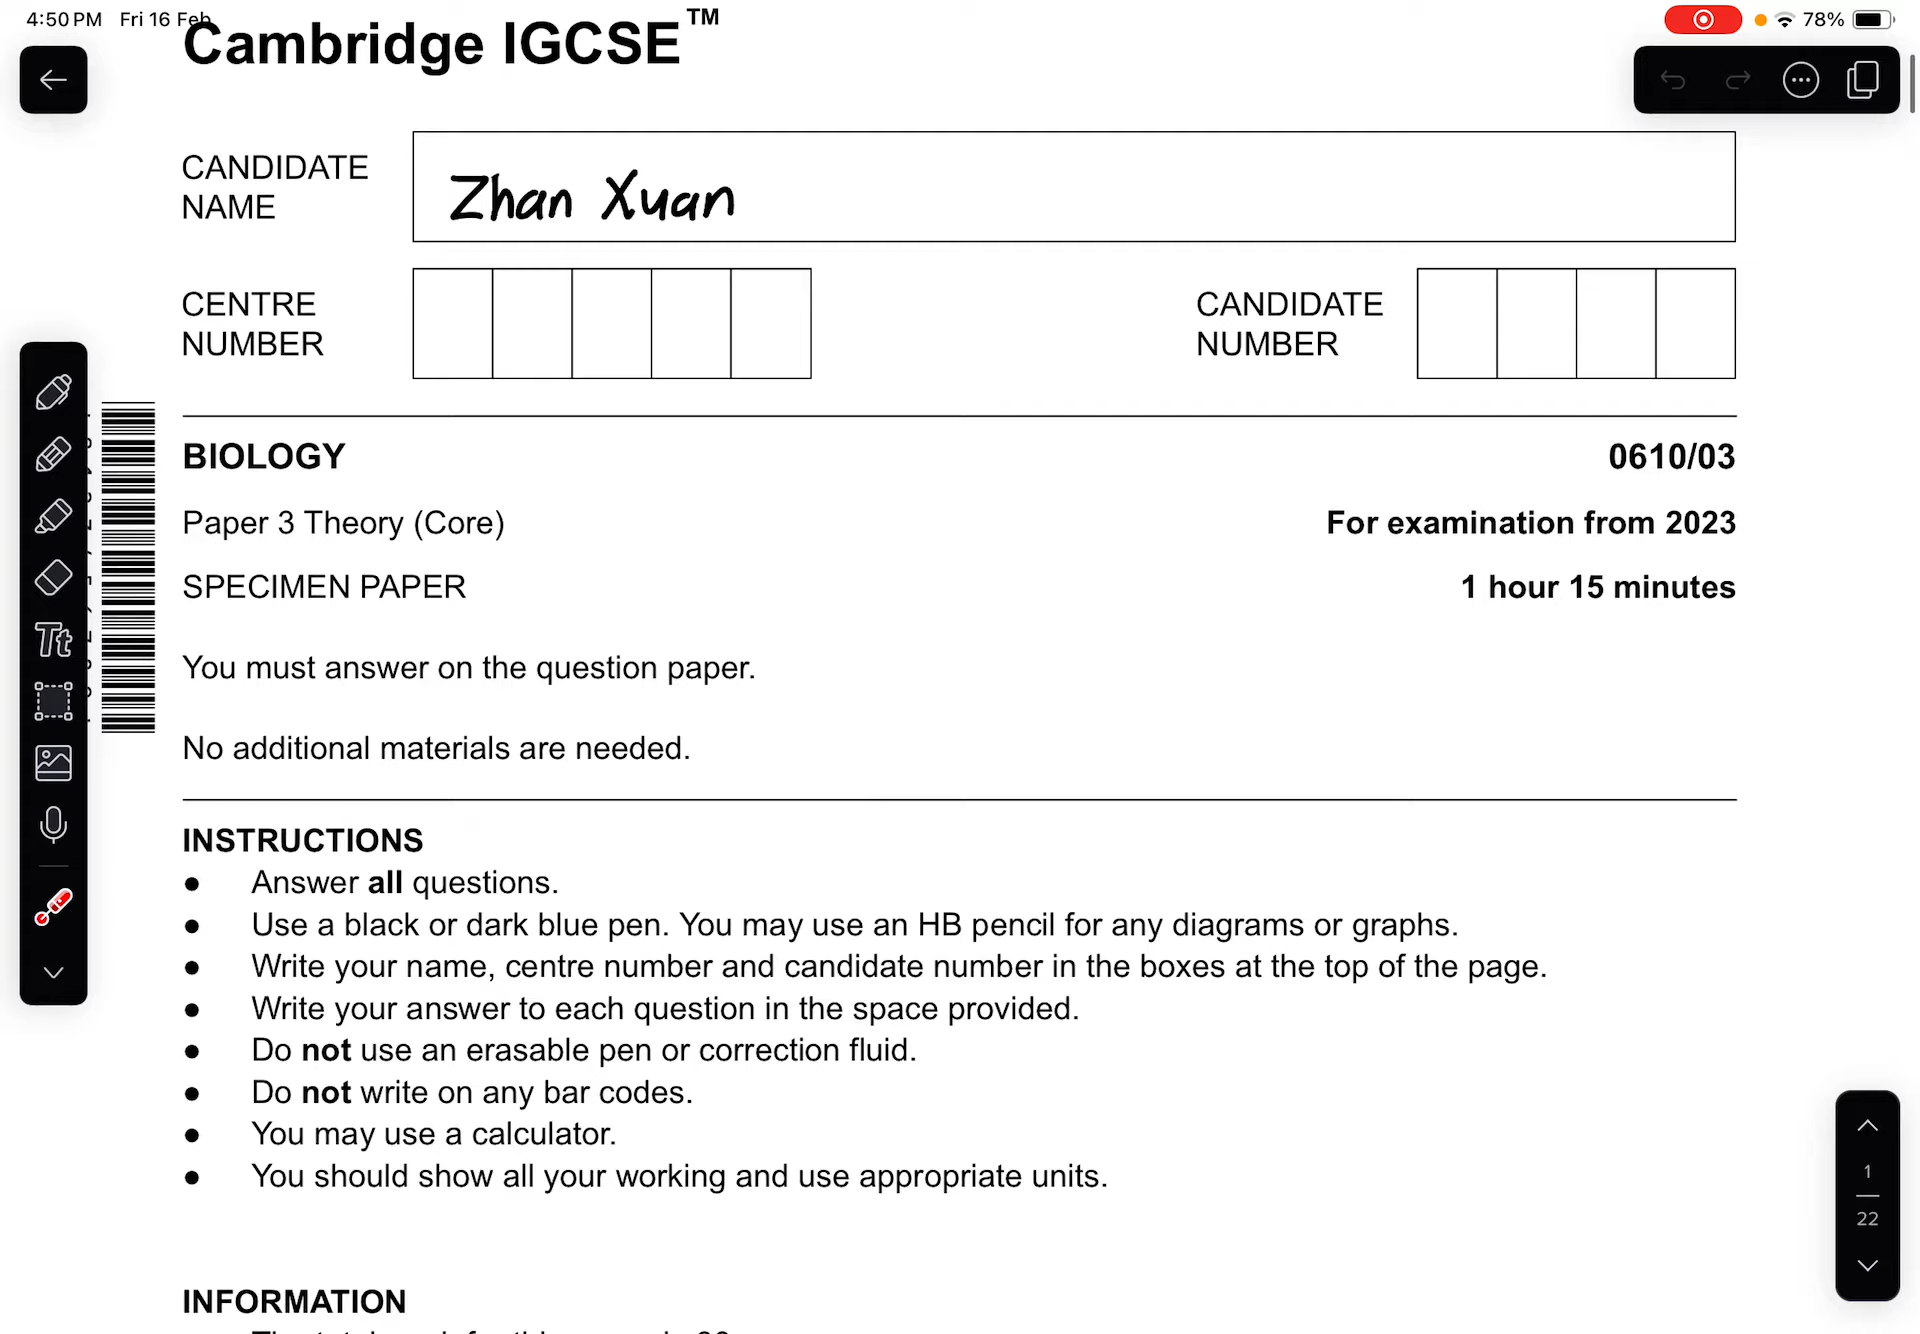 4:50 PM Fri 16 Feb
78%
Cambridge IGCSE™
CANDIDATE
NAME
Zhan Xuan
CENTRE
NUMBER
CANDIDATE
NUMBER
BIOLOGY 0610/03
Paper 3 Theory (Core) For examination from 2023
SPECIMEN PAPER 1 hour 15 minutes
You must answer on the question paper.
No additional materials are needed.
INSTRUCTIONS
● Answer all questions.
● Use a black or dark blue pen. You may use an HB pencil for any diagrams or graphs.
● Write your name, centre number and candidate number in the boxes at the top of the page.
● Write your answer to each question in the space provided.
● Do not use an erasable pen or correction fluid.
● Do not write on any bar codes.
● You may use a calculator.
● You should show all your working and use appropriate units.
INFORMATION
Tt
1
22